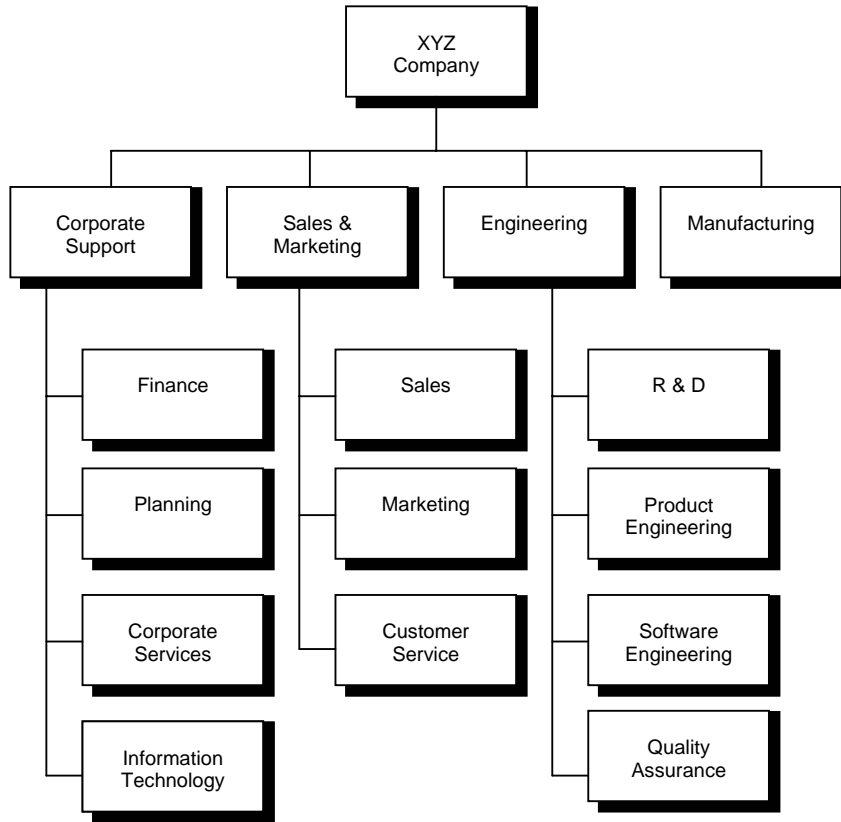 XYZ
Company
Corporate
Support
Sales &
Marketing
Engineering
Manufacturing
Finance
Planning
Corporate
Services
Information
Technology
Sales
Marketing
Customer
Service
R & D
Product
Engineering
Software
Engineering
Quality
Assurance